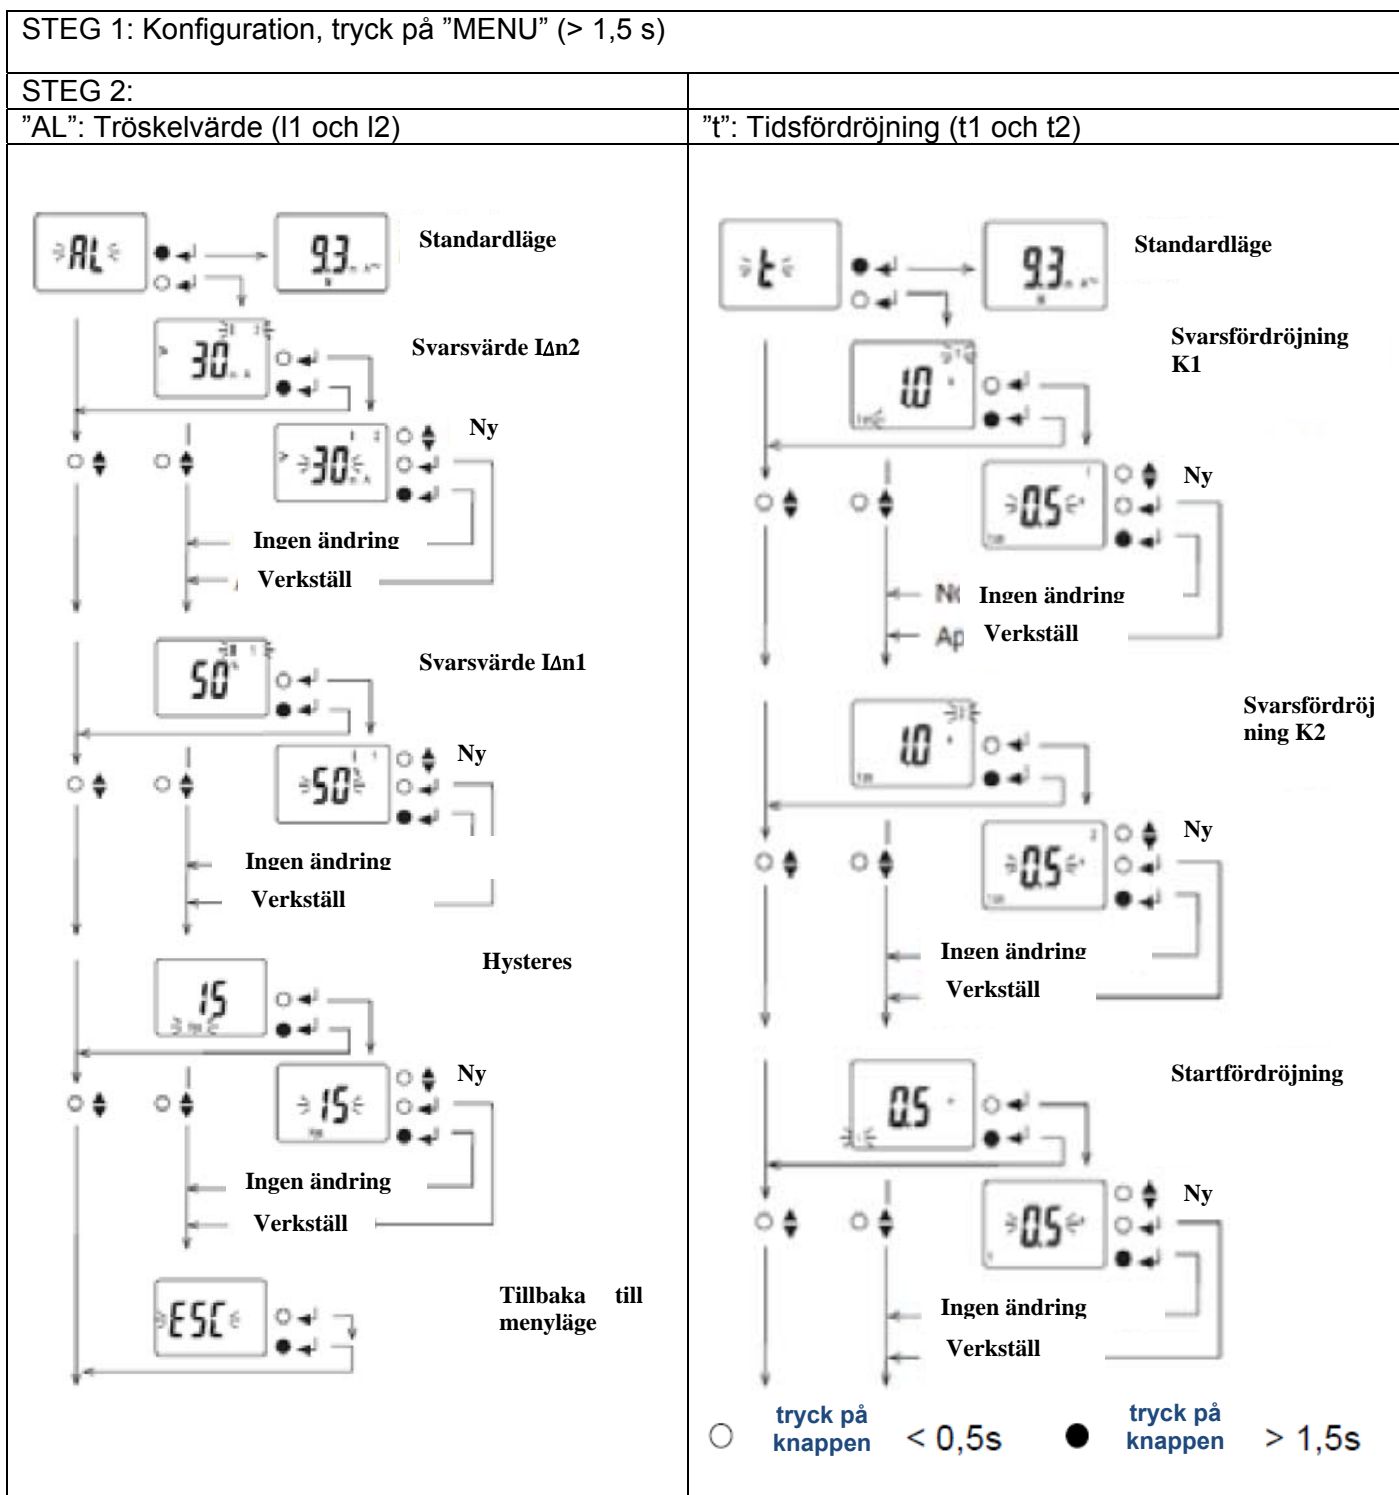 STEG 1: Konfiguration, tryck på ”MENU” (> 1,5 s)
STEG 2:
”AL”: Tröskelvärde (I1 och I2)
AL
9.3
Standardläge
30
Svarsvärde I∆n2
30
Ny
Ingen ändring
Verkställ
50
Svarsvärde I∆n1
50
Ny
Ingen ändring
Verkställ
15
Hysteres
15
Ny
Ingen ändring
Verkställ
ESC
Tillbaka till
menyläge
”t”: Tidsfördröjning (t1 och t2)
t
9.3
Standardläge
1.0
Svarsfördröjning
K1
0.5
Ny
Ingen ändring
Verkställ
1.0
Svarsfördröj
ning K2
0.5
Ny
Ingen ändring
Verkställ
0.5
Startfördröjning
0.5
Ny
Ingen ändring
Verkställ
tryck på
knappen < 0,5s
tryck på
knappen > 1,5s